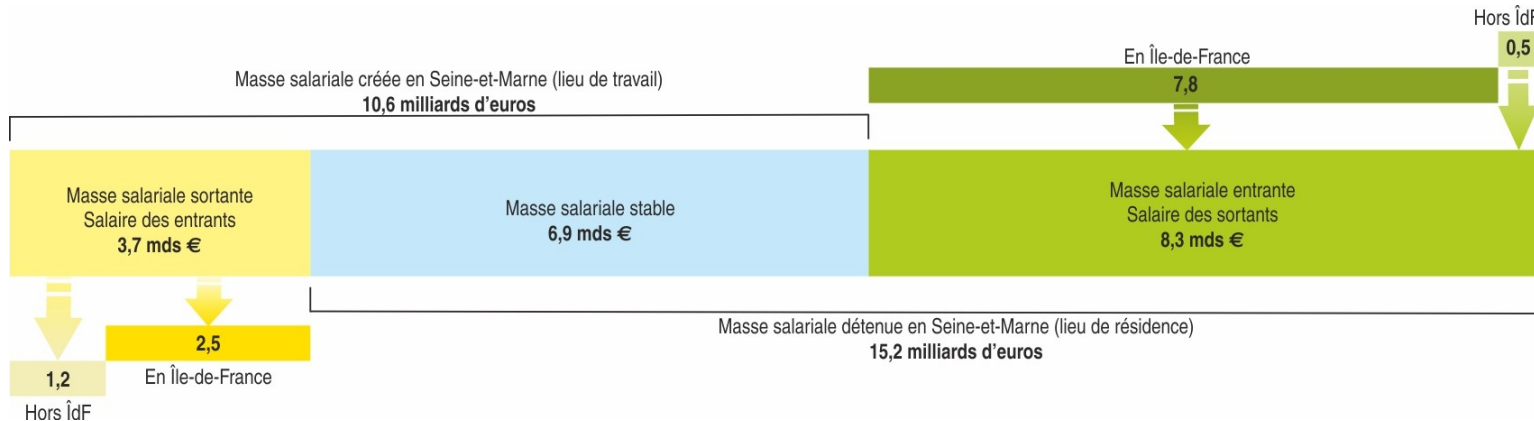 Hors ÎdF
0,5
En Île-de-France
7,8
Masse salariale créée en Seine-et-Marne (lieu de travail)
10,6 milliards d’euros
Masse salariale sortante
Salaire des entrants
3,7 mds €
Masse salariale stable
6,9 mds €
Masse salariale entrante
Salaire des sortants
8,3 mds €
2,5
En Île-de-France
1,2
Hors ÎdF
Masse salariale détenue en Seine-et-Marne (lieu de résidence)
15,2 milliards d’euros